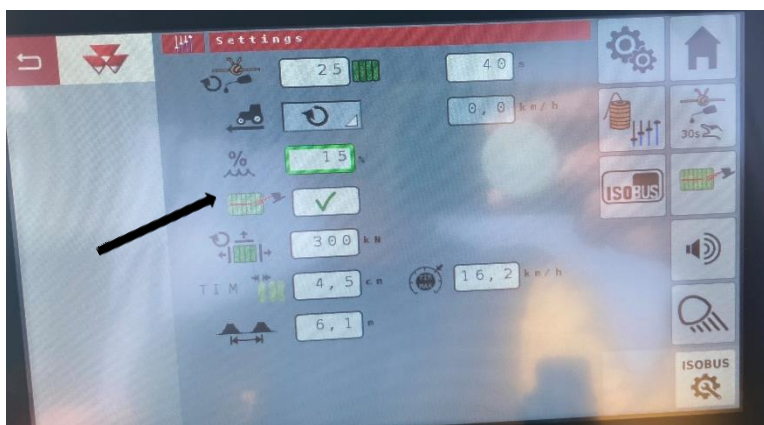 Settings
25 40 s
0,0 km/h
30s
%
15 %
ISOBUS
300 kN
TIM 4,5 cm MAX 16,2 km/h
6,1 m
ISOBUS